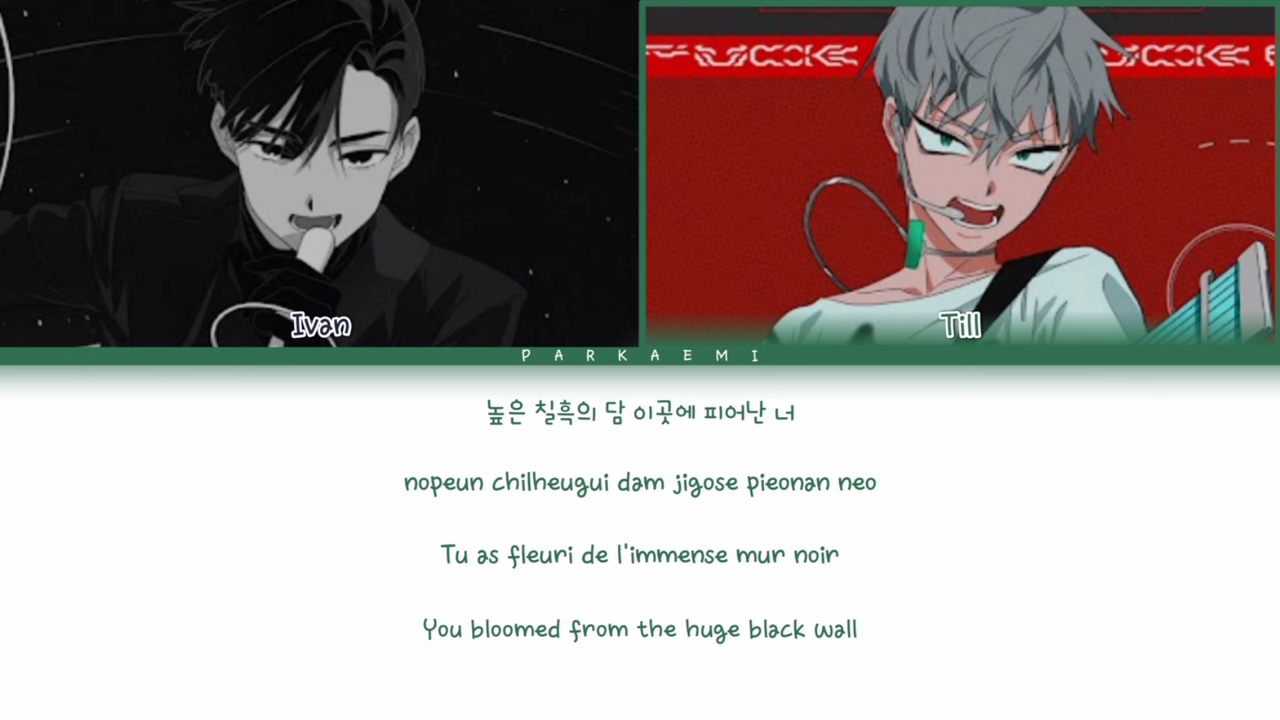 Ivan
Till
PARKAEMI
높은 칠흑의 담 이곳에 피어난 너
nopeun chilheugui dam jigose pieonan neo
Tu as fleuri de l'immense mur noir
You bloomed from the huge black wall